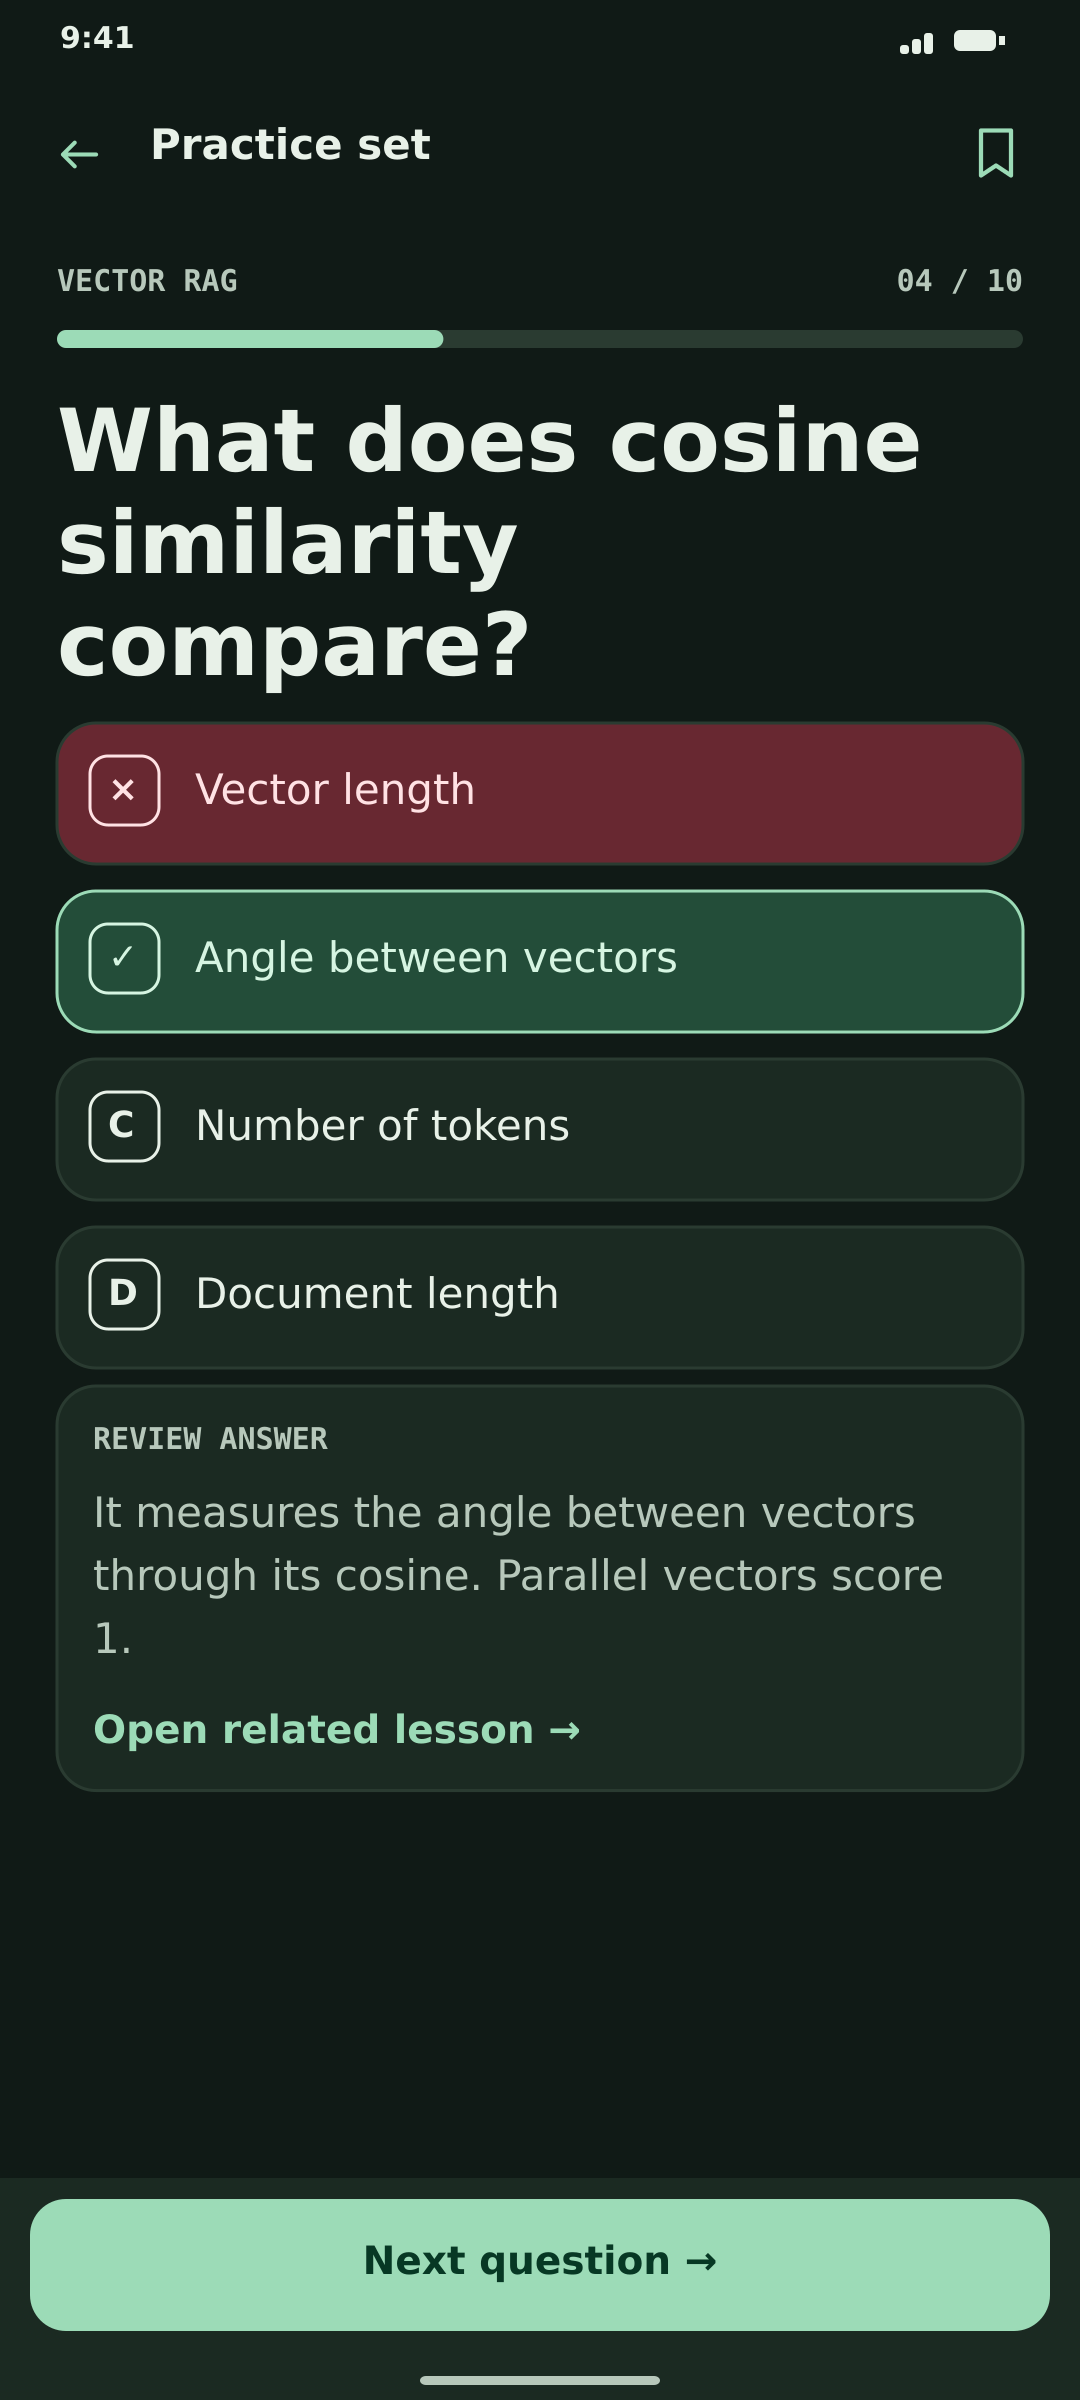 9:41
← Practice set
VECTOR RAG
04 / 10
What does cosine
similarity
compare?
× Vector length
✓ Angle between vectors
C Number of tokens
D Document length
REVIEW ANSWER
It measures the angle between vectors
through its cosine. Parallel vectors score
1.
Open related lesson →
Next question →